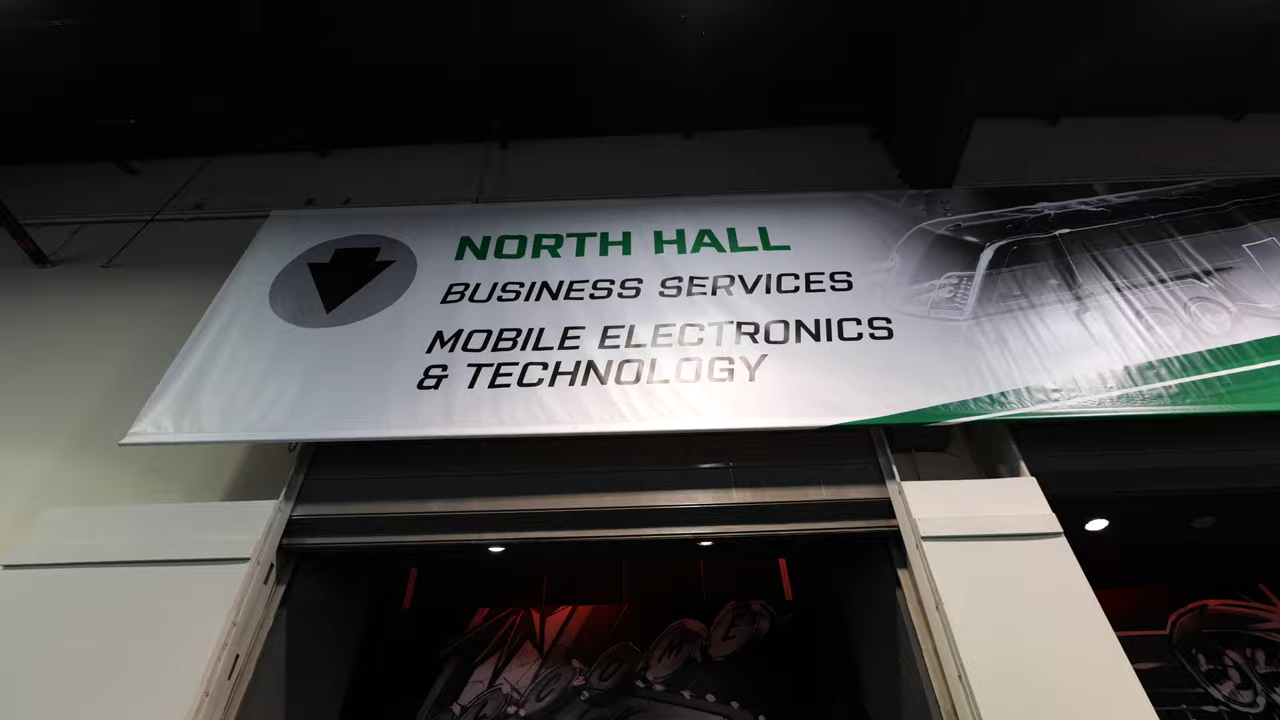 NORTH HALL
BUSINESS SERVICES
MOBILE ELECTRONICS
& TECHNOLOGY